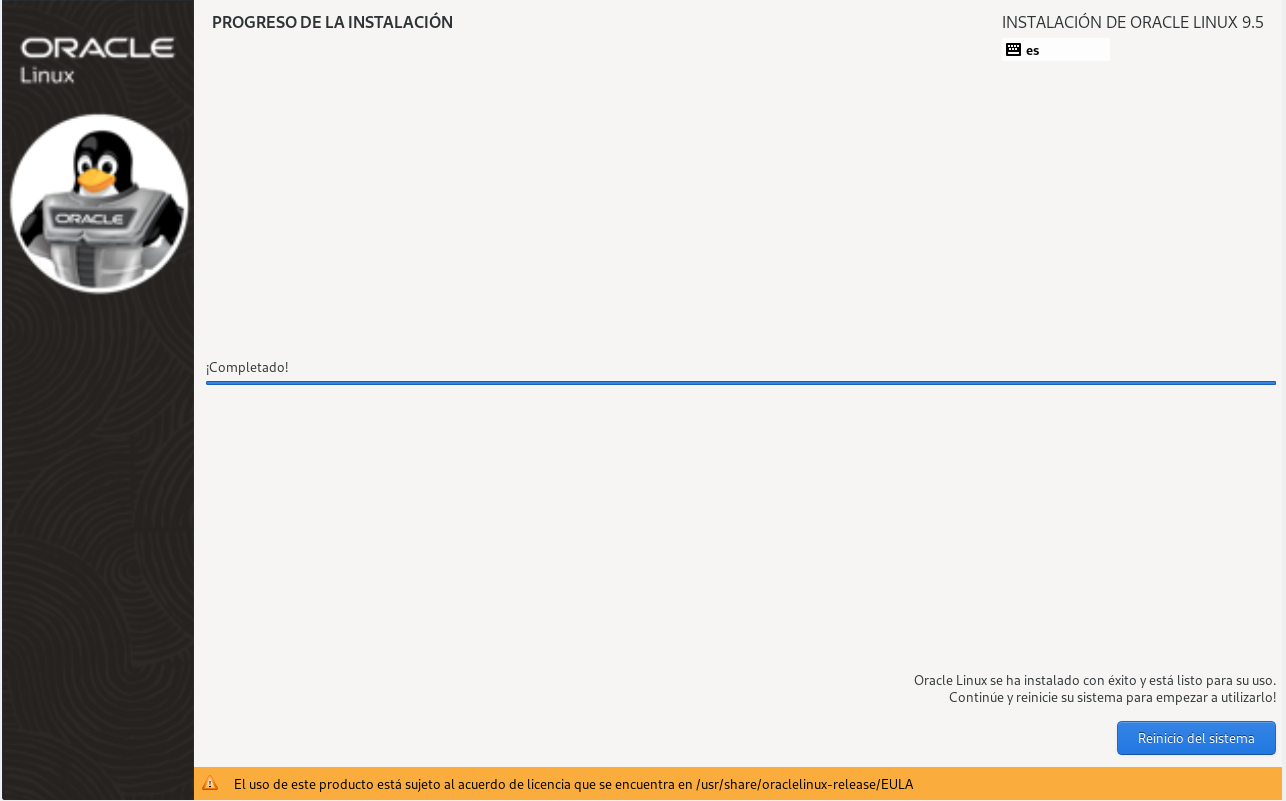 ORACLE
Linux
ORACLE
PROGRESO DE LA INSTALACIÓN
INSTALACIÓN DE ORACLE LINUX 9.5
es
¡Completado!
Oracle Linux se ha instalado con éxito y está listo para su uso.
Continúe y reinicie su sistema para empezar a utilizarlo!
Reinicio del sistema
El uso de este producto está sujeto al acuerdo de licencia que se encuentra en /usr/share/oraclelinux-release/EULA